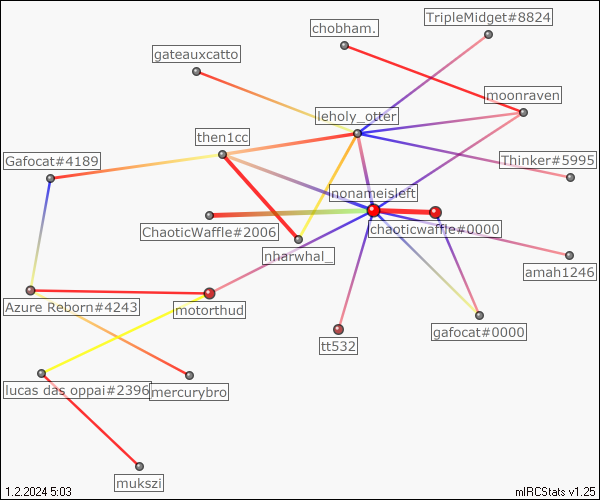 TripleMidget#8824
chobham.
gateauxcatto
moonraven
leholy_otter
then1cc
Gafocat#4189
Thinker#5995
nonameisleft
ChaoticWaffle#2006
chaoticwaffle#0000
nharwhal_
amah1246
Azure Reborn#4243
motorthud
gafocat#0000
tt532
lucas das oppai#2396
mercurybro
mukszi
1.2.2024 5:03
mIRCStats v1.25